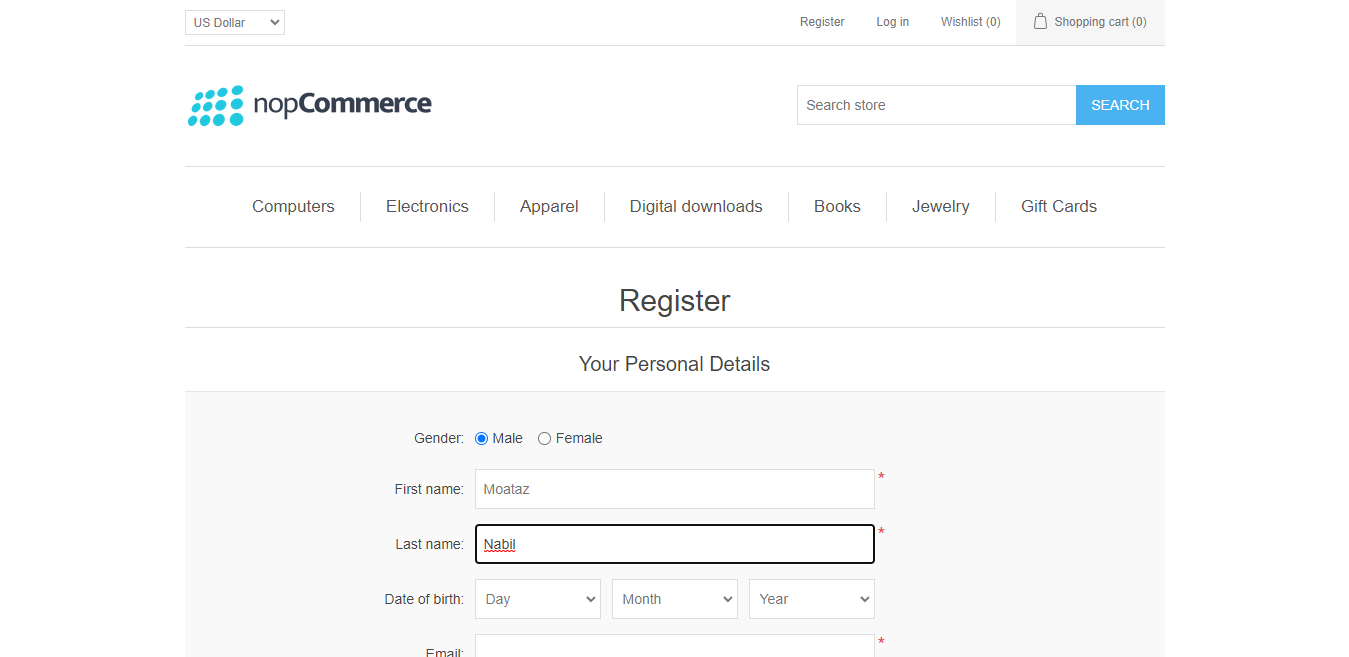 US Dollar Register Log in Wishlist (0) Shopping cart (0)
nopCommerce Search store SEARCH
Computers Electronics Apparel Digital downloads Books Jewelry Gift Cards
Register
Your Personal Details
Gender: Male Female
First name: Moataz *
Last name: Nabil *
Date of birth: Day Month Year
Email: *